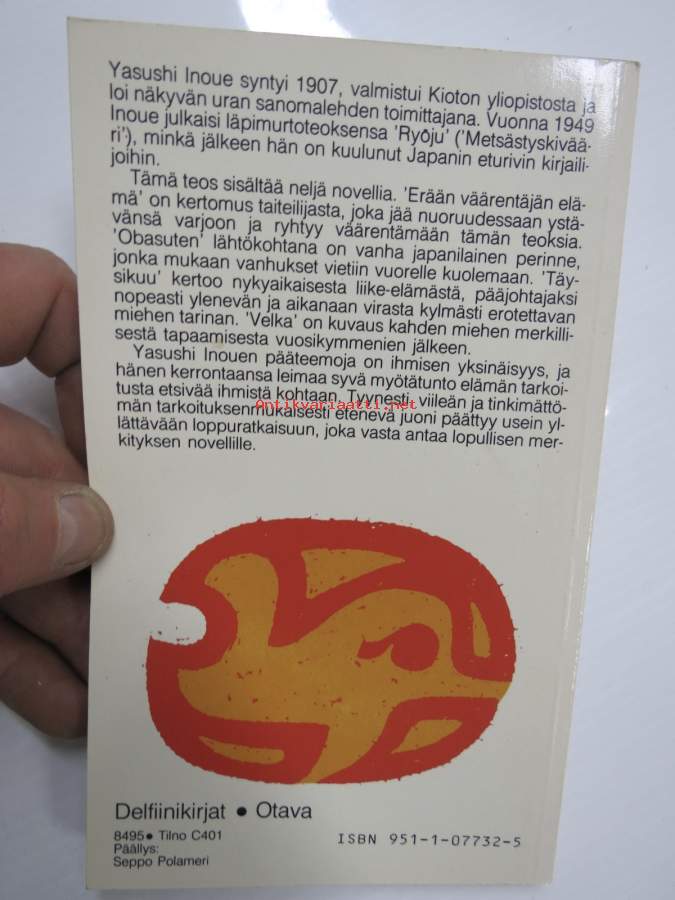 Yasushi Inoue syntyi 1907, valmistui Kioton yliopistosta ja
loi näkyvän uran sanomalehden toimittajana. Vuonna 1949
Inoue julkaisi läpimurtoteoksensa 'Ryôju' ('Metsästyskivää-
ri'), minkä jälkeen hän on kuulunut Japanin eturivin kirjaili-
joihin.
Tämä teos sisältää neljä novellia. 'Erään väärentäjän elä-
mä' on kertomus taiteilijasta, joka jää nuoruudessaan ystä-
vänsä varjoon ja ryhtyy väärentämään tämän teoksia.
'Obasuten' lähtökohtana on vanha japanilainen perinne,
jonka mukaan vanhukset vietiin vuorelle kuolemaan. 'Täy-
sikuu' kertoo nykyaikaisesta liike-elämästä, pääjohtajaksi
nopeasti ylenevän ja aikanaan virasta kylmästi erotettavan
miehen tarinan. 'Velka' on kuvaus kahden miehen merkilli-
sestä tapaamisesta vuosikymmenien jälkeen.
Yasushi Inouen pääteemoja on ihmisen yksinäisyys, ja
hänen kerrontaansa leimaa syvä myötätunto elämän tarkoi-
tusta etsivää ihmistä kohtaan. Tyynesti, viileän ja tinkimättö-
män tarkoituksenmukaisesti etenevä juoni päättyy usein yl-
lättävään loppuratkaisuun, joka vasta antaa lopullisen mer-
kityksen novellille.
Antikvariaatti.net
Delfiinikirjat • Otava
8495• Tilno C401
Päällys:
Seppo Polameri
ISBN 951-1-07732-5